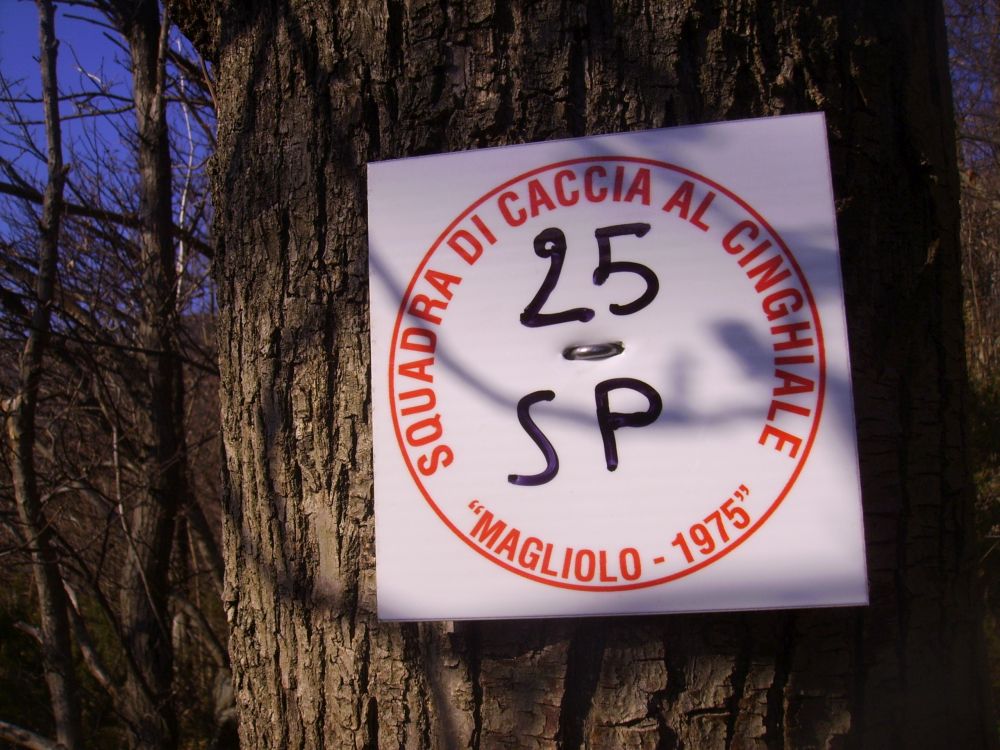 SQUADRA DI CACCIA AL CINGHIALE
25
SP
"MAGLIOLO - 1975"